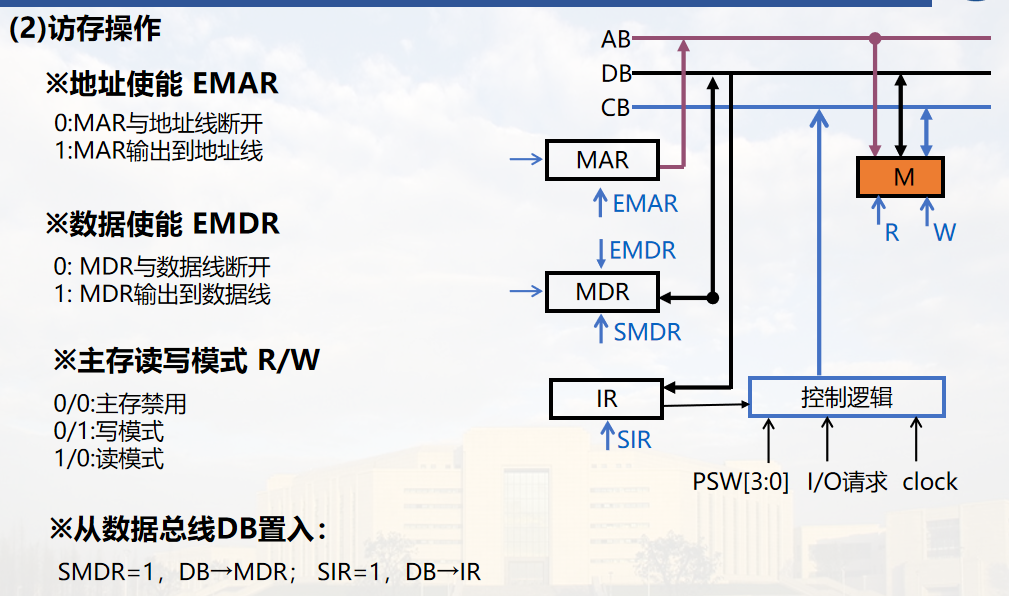 (2)访存操作
※地址使能 EMAR
0:MAR与地址线断开
1:MAR输出到地址线
※数据使能 EMDR
0: MDR与数据线断开
1: MDR输出到数据线
※主存读写模式 R/W
0/0:主存禁用
0/1:写模式
1/0:读模式
※从数据总线DB置入：
SMDR=1，DB→MDR； SIR=1，DB→IR
AB
DB
CB
MAR
EMAR
M
R
W
EMDR
MDR
SMDR
IR
SIR
控制逻辑
PSW[3:0]
I/O请求
clock